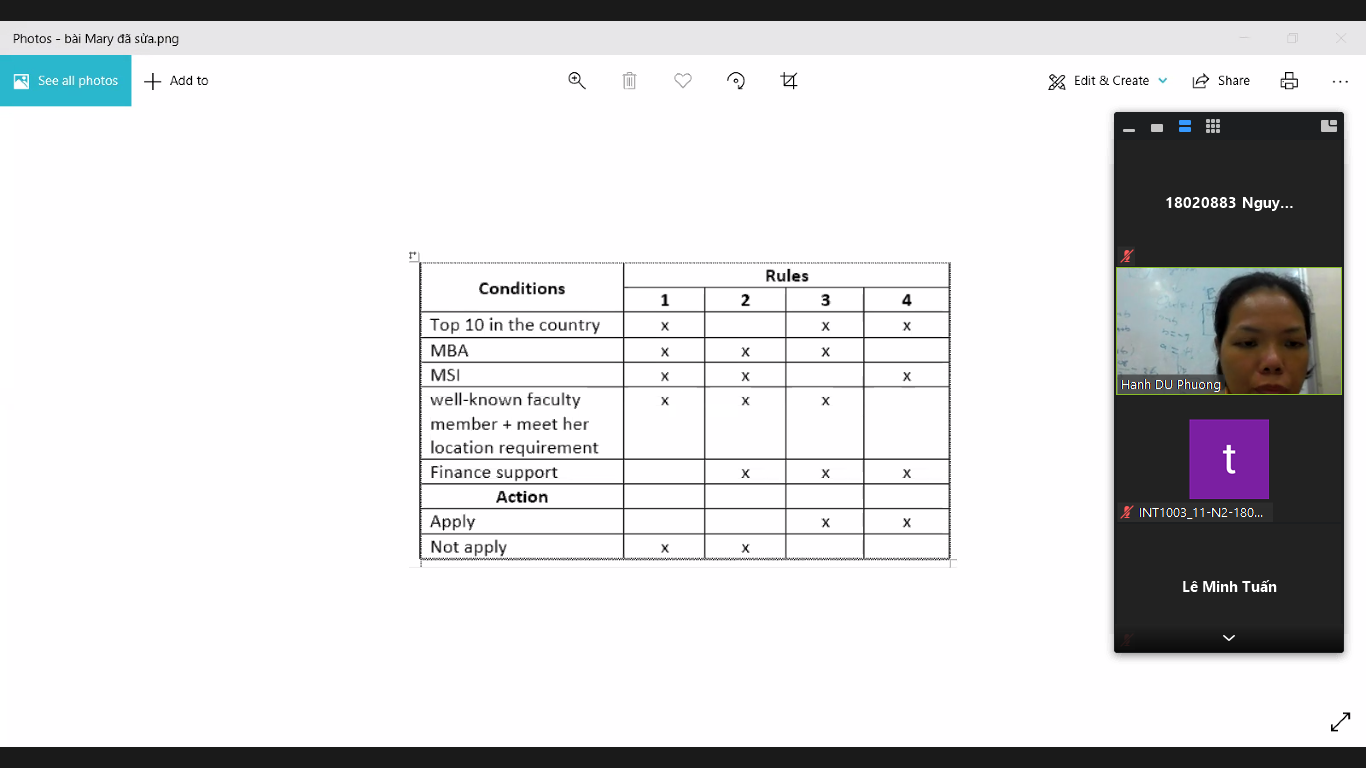 Photos - bài Mary đã sửa.png
See all photos
Add to
Edit & Create
Share
18020883 Nguy...
Hanh DU Phuong
t
INT1003_11-N2-180...
Lê Minh Tuấn
Conditions Rules
1 2 3 4
Top 10 in the country x x x
MBA x x x
MSI x x x
well-known faculty x x x
member + meet her
location requirement
Finance support x x x
Action
Apply x x
Not apply x x